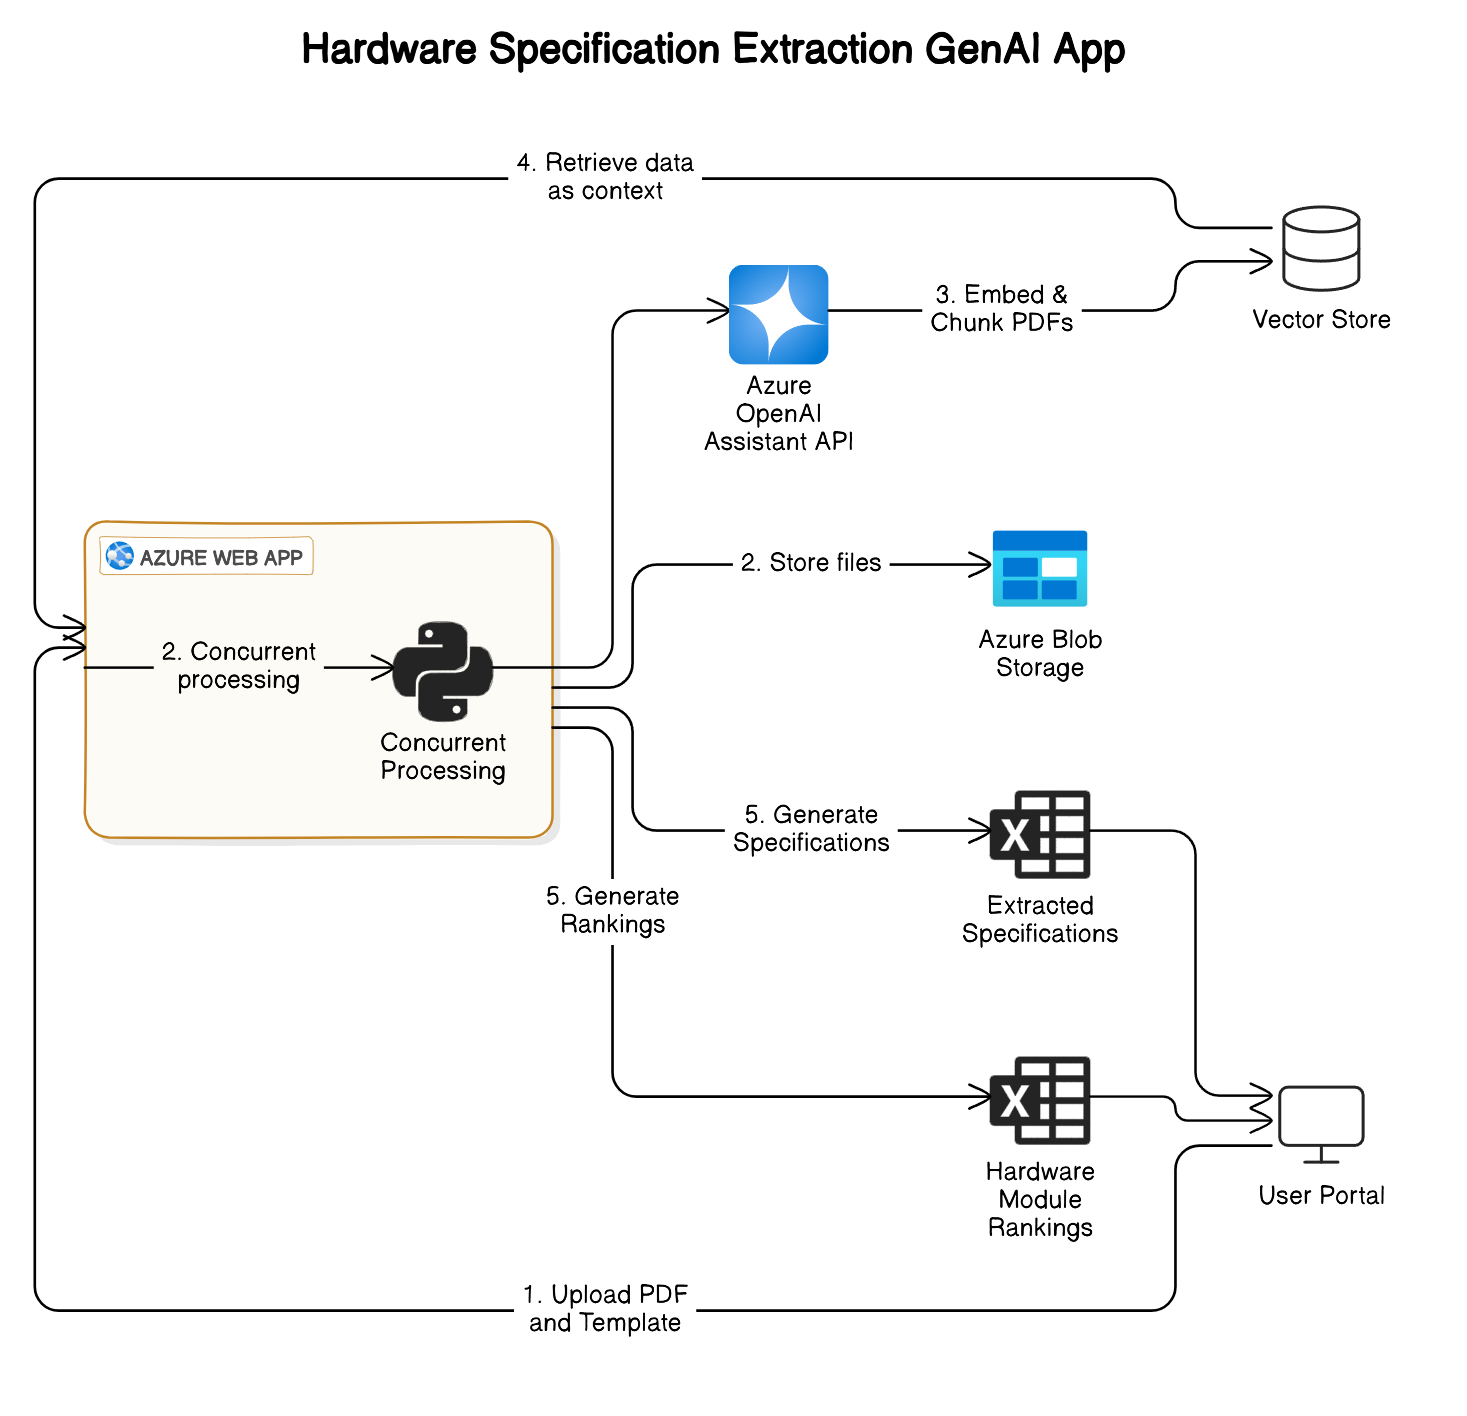 Hardware Specification Extraction GenAI App
4. Retrieve data
as context
Vector Store
3. Embed &
Chunk PDFs
Azure
OpenAI
Assistant API
AZURE WEB APP
2. Store files
Azure Blob
Storage
2. Concurrent
processing
Concurrent
Processing
5. Generate
Specifications
X
Extracted
Specifications
5. Generate
Rankings
X
Hardware
Module
Rankings
User Portal
1. Upload PDF
and Template